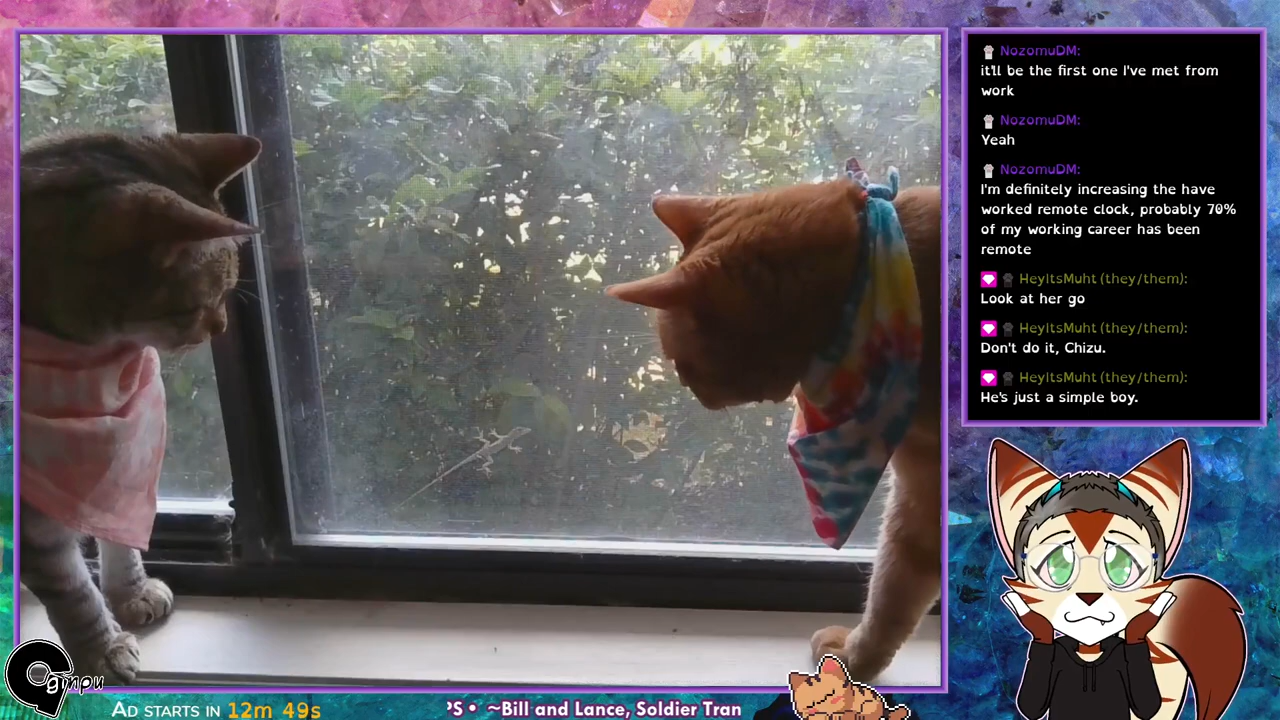 NozomuDM:
it'll be the first one I've met from
work
NozomuDM:
Yeah
NozomuDM:
I'm definitely increasing the have
worked remote clock, probably 70%
of my working career has been
remote
HeyItsMuht (they/them):
Look at her go
HeyItsMuht (they/them):
Don't do it, Chizu.
HeyItsMuht (they/them):
He's just a simple boy.
ginpu
AD STARTS IN 12m 49s
'S • ~Bill and Lance, Soldier Tran